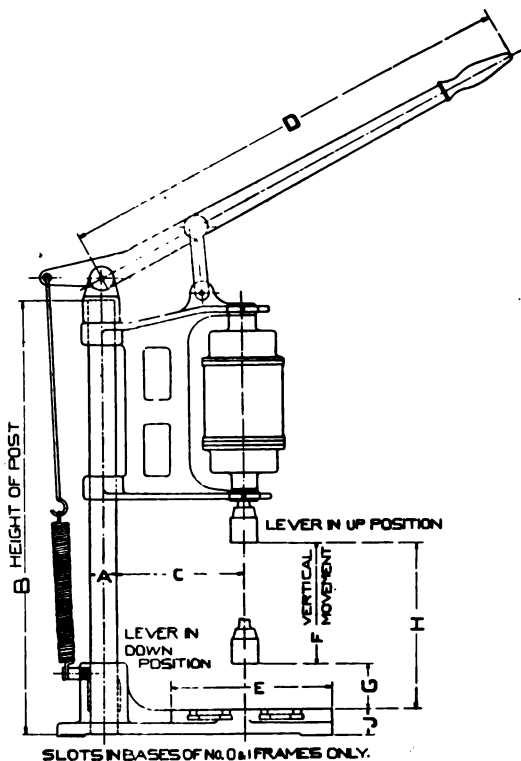 D
B HEIGHT OF POST
A
C
LEVER IN UP POSITION
F VERTICAL
MOVEMENT
H
LEVER IN
DOWN
POSITION
E
G
J
SLOTS IN BASES OF No. 0 & 1 FRAMES ONLY.